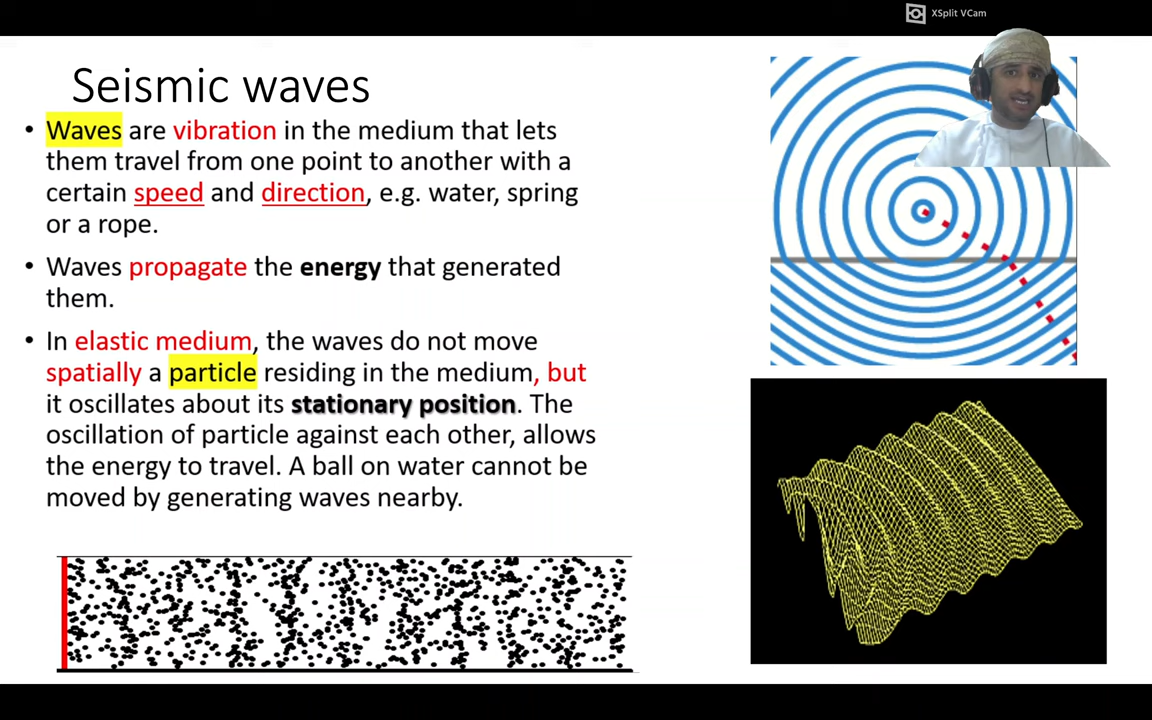 XSplit VCam
Seismic waves
• Waves are vibration in the medium that lets
them travel from one point to another with a
certain speed and direction, e.g. water, spring
or a rope.
• Waves propagate the energy that generated
them.
• In elastic medium, the waves do not move
spatially a particle residing in the medium, but
it oscillates about its stationary position. The
oscillation of particle against each other, allows
the energy to travel. A ball on water cannot be
moved by generating waves nearby.